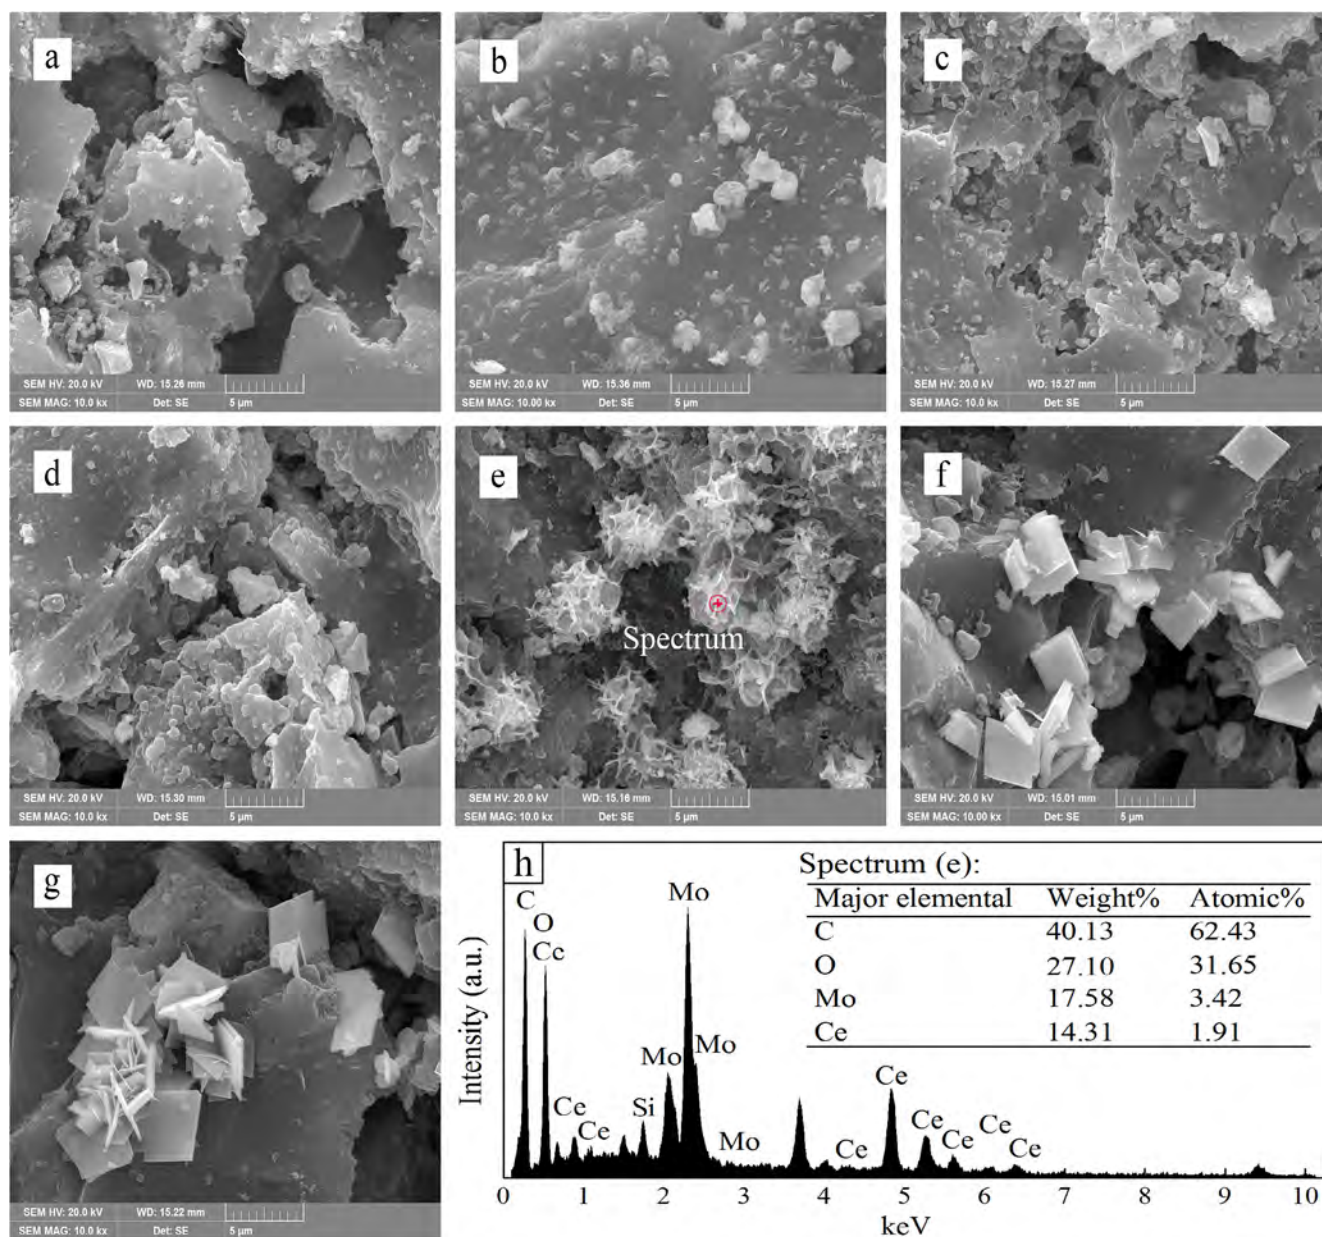 a
SEM HV: 20.0 kV WD: 15.26 mm
SEM MAG: 10.0 kx Det: SE 5 µm
b
SEM HV: 20.0 kV WD: 15.36 mm
SEM MAG: 10.00 kx Det: SE 5 µm
c
SEM HV: 20.0 kV WD: 15.27 mm
SEM MAG: 10.0 kx Det: SE 5 µm
d
SEM HV: 20.0 kV WD: 15.30 mm
SEM MAG: 10.0 kx Det: SE 5 µm
e
Spectrum
SEM HV: 20.0 kV WD: 15.16 mm
SEM MAG: 10.0 kx Det: SE 5 µm
f
SEM HV: 20.0 kV WD: 15.01 mm
SEM MAG: 10.00 kx Det: SE 5 µm
g
SEM HV: 20.0 kV WD: 15.22 mm
SEM MAG: 10.0 kx Det: SE 5 µm
h
Spectrum (e):
Major elemental Weight% Atomic%
C 40.13 62.43
O 27.10 31.65
Mo 17.58 3.42
Ce 14.31 1.91
C
O
Ce
Ce
Ce
Si
Mo
Mo
Mo
Mo
Ce
Ce
Ce
Ce
Ce
Ce
Intensity (a.u.)
0 1 2 3 4 5 6 7 8 9 10
keV